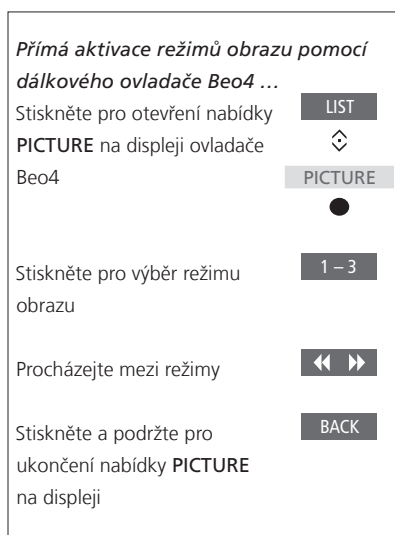 Přímá aktivace režimů obrazu pomocí
dálkového ovladače Beo4 …
Stiskněte pro otevření nabídky
PICTURE na displeji ovladače
Beo4
LIST
PICTURE
Stiskněte pro výběr režimu
obrazu
1 – 3
Procházejte mezi režimy
Stiskněte a podržte pro
ukončení nabídky PICTURE
na displeji
BACK